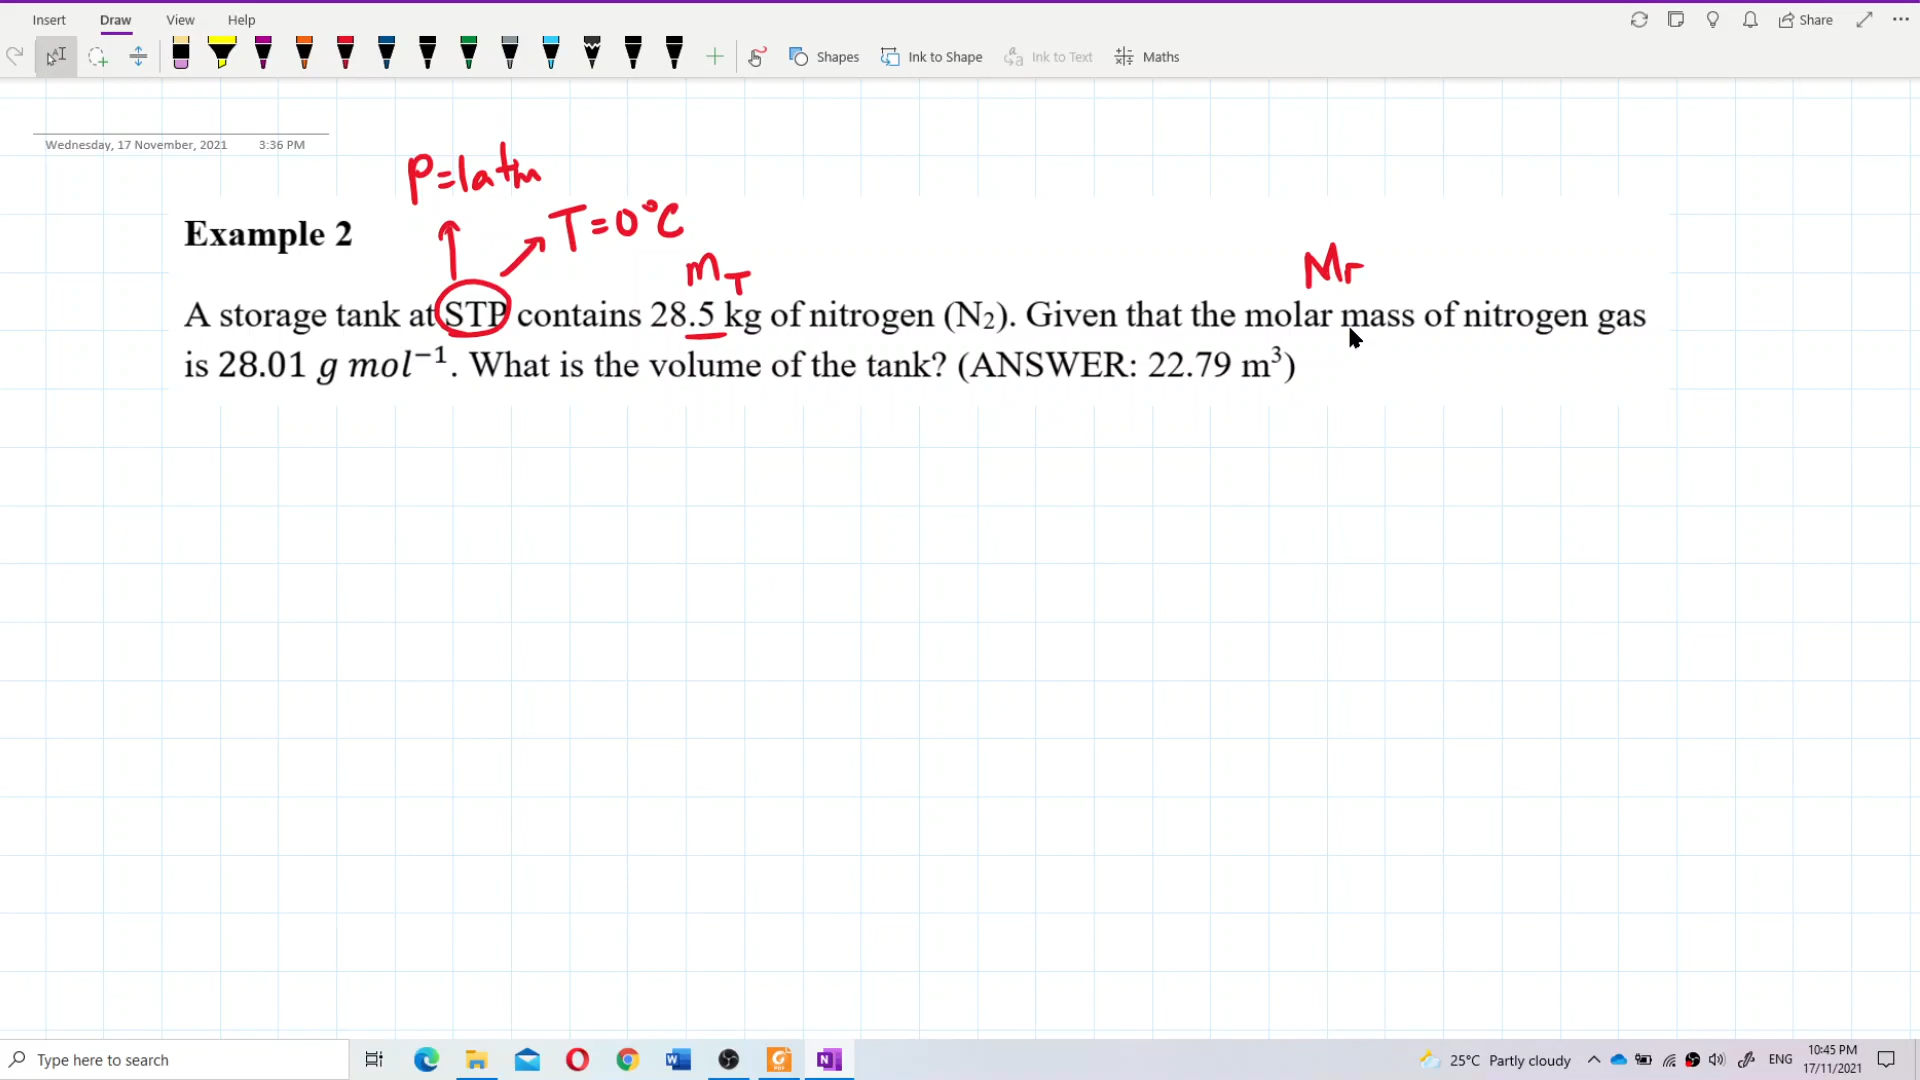 Insert Draw View Help Share
Shapes Ink to Shape Ink to Text Maths
Wednesday, 17 November, 2021 3:36 PM
P=1atm
T=0°C
Example 2
m_T
Mr
A storage tank at STP contains 28.5 kg of nitrogen (N₂). Given that the molar mass of nitrogen gas
is 28.01 g mol⁻¹. What is the volume of the tank? (ANSWER: 22.79 m³)
Type here to search
25°C Partly cloudy
ENG
10:45 PM
17/11/2021